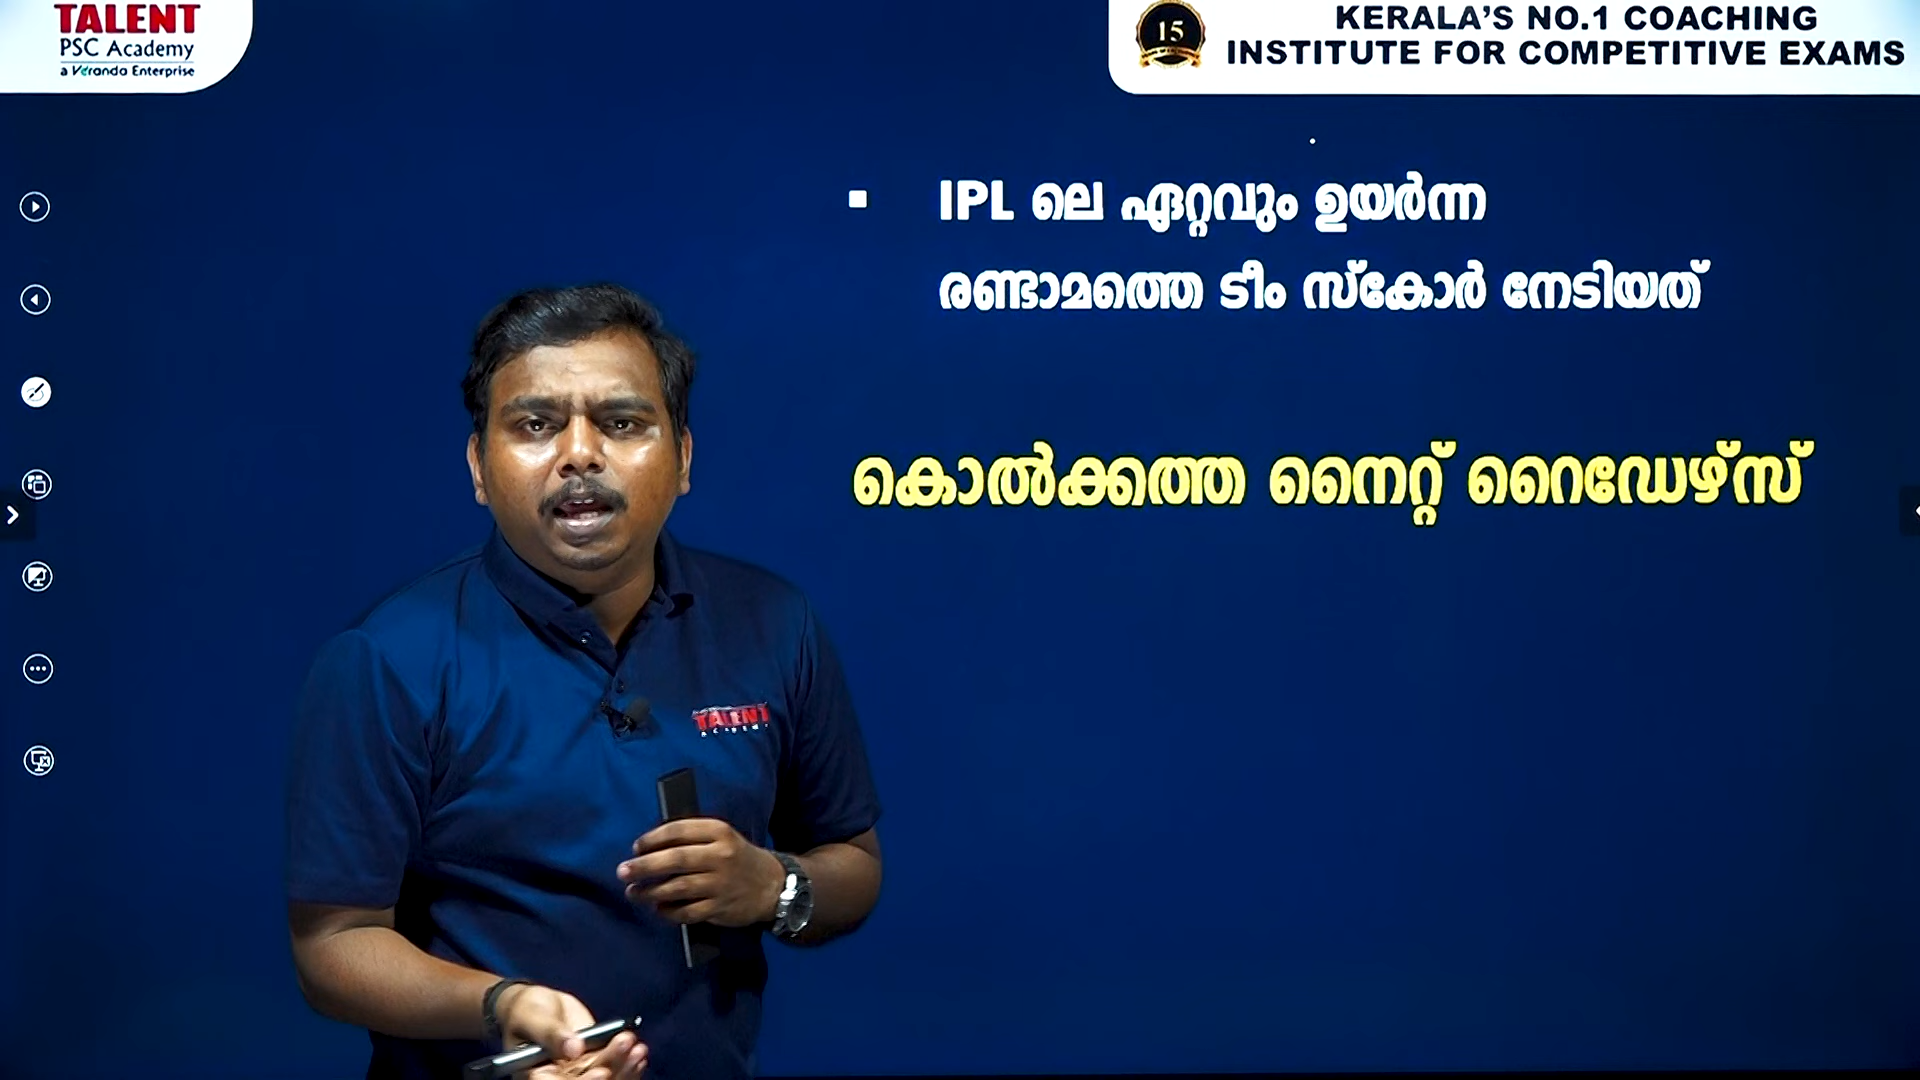 TALENT
PSC Academy
a Veranda Enterprise
15
KERALA'S NO.1 COACHING
INSTITUTE FOR COMPETITIVE EXAMS
IPL ലെ ഏറ്റവും ഉയർന്ന
രണ്ടാമത്തെ ടീം സ്കോർ നേടിയത്
കൊൽക്കത്ത നൈറ്റ് റൈഡേഴ്സ്
TALENT